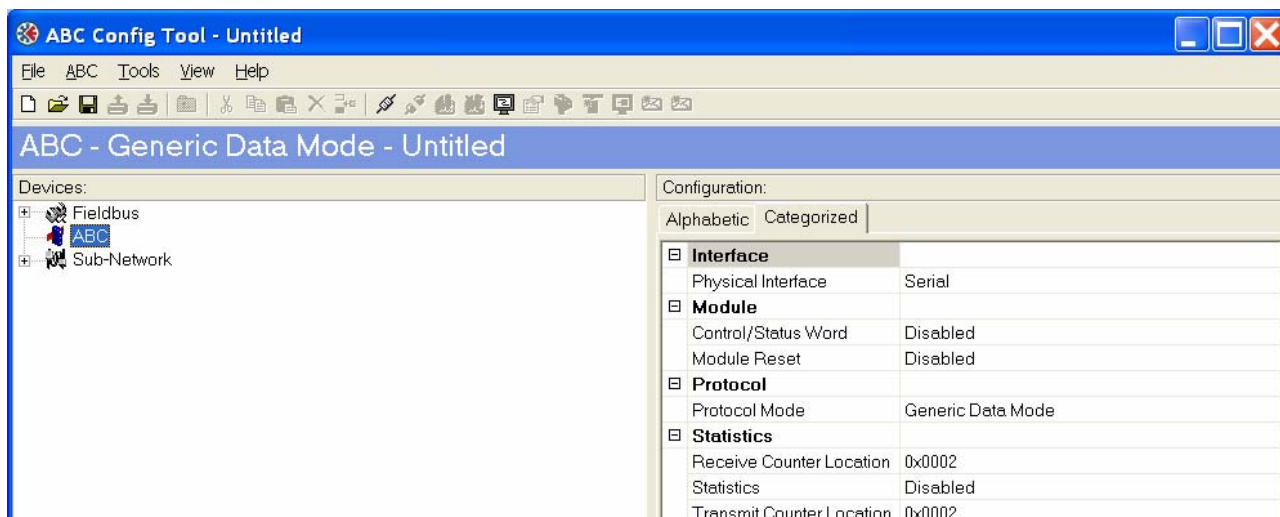 ABC Config Tool - Untitled
File ABC Tools View Help
ABC - Generic Data Mode - Untitled
Devices:
Fieldbus
ABC
Sub-Network
Configuration:
Alphabetic Categorized
Interface
Physical Interface Serial
Module
Control/Status Word Disabled
Module Reset Disabled
Protocol
Protocol Mode Generic Data Mode
Statistics
Receive Counter Location 0x0002
Statistics Disabled
Transmit Counter Location 0x0002